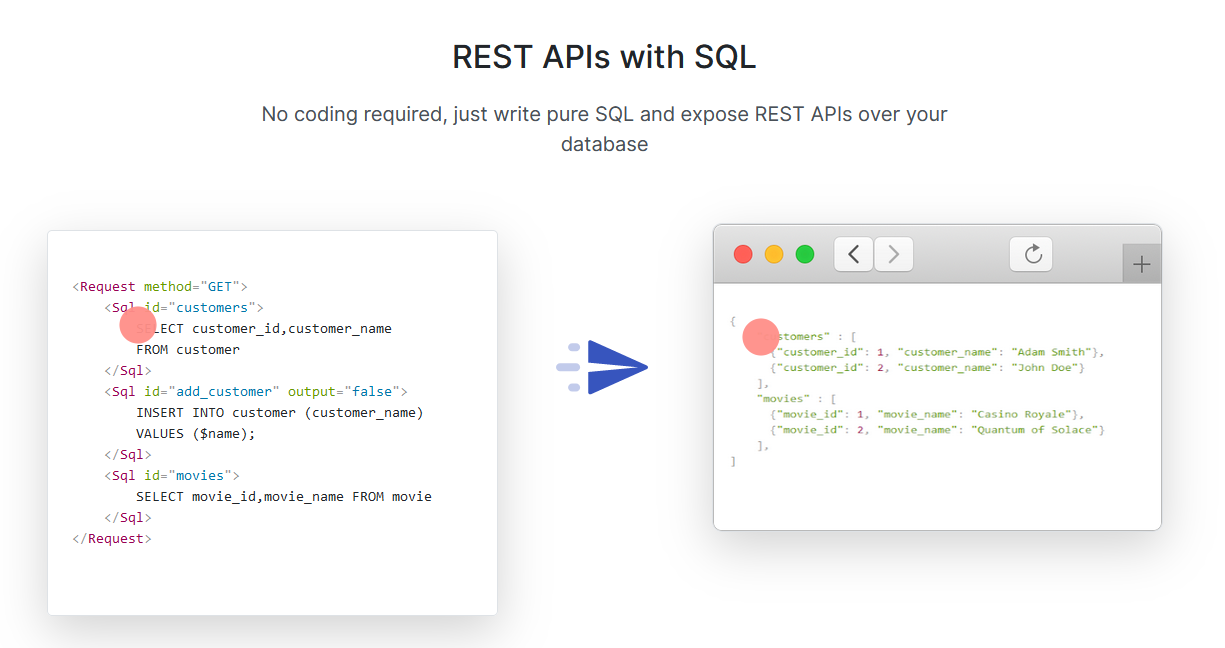 REST APIs with SQL
No coding required, just write pure SQL and expose REST APIs over your
database
<Request method="GET">
<Sql id="customers">
SELECT customer_id,customer_name
FROM customer
</Sql>
<Sql id="add_customer" output="false">
INSERT INTO customer (customer_name)
VALUES ($name);
</Sql>
<Sql id="movies">
SELECT movie_id,movie_name FROM movie
</Sql>
</Request>
{
"customers" : [
{"customer_id": 1, "customer_name": "Adam Smith"},
{"customer_id": 2, "customer_name": "John Doe"}
],
"movies" : [
{"movie_id": 1, "movie_name": "Casino Royale"},
{"movie_id": 2, "movie_name": "Quantum of Solace"}
],
]